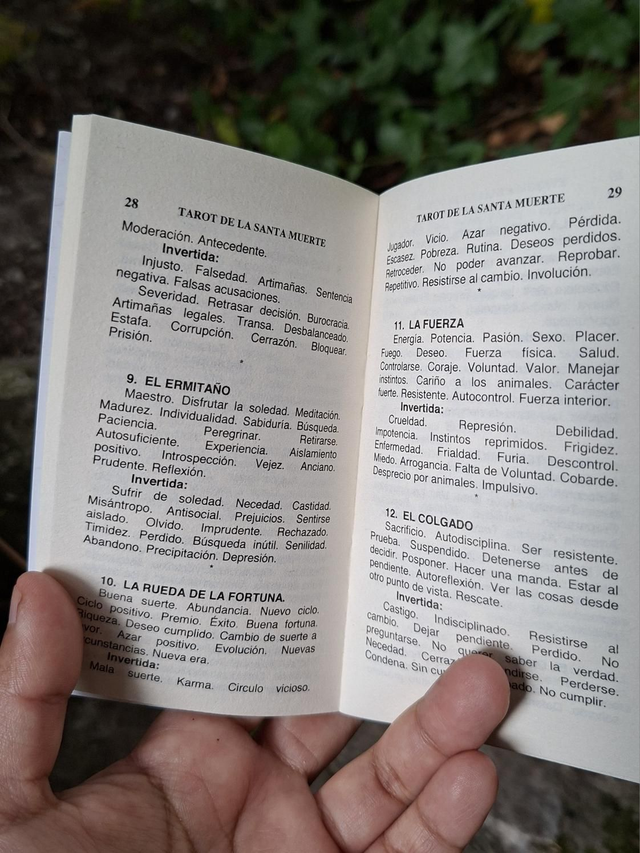 28
TAROT DE LA SANTA MUERTE
Moderación. Antecedente.
Invertida:
Injusto. Falsedad. Artimañas. Sentencia
negativa. Falsas acusaciones.
Severidad. Retrasar decisión. Burocracia.
Artimañas legales. Transa. Desbalanceado.
Estafa. Corrupción. Cerrazón. Bloquear.
Prisión.
*
9. EL ERMITAÑO
Maestro. Disfrutar la soledad. Meditación.
Madurez. Individualidad. Sabiduría. Búsqueda.
Paciencia. Peregrinar. Retirarse.
Autosuficiente. Experiencia. Aislamiento
positivo. Introspección. Vejez. Anciano.
Prudente. Reflexión.
Invertida:
Sufrir de soledad. Necedad. Castidad.
Misántropo. Antisocial. Prejuicios. Sentirse
aislado. Olvido. Imprudente. Rechazado.
Timidez. Perdido. Búsqueda inútil. Senilidad.
Abandono. Precipitación. Depresión.
*
10. LA RUEDA DE LA FORTUNA.
Buena suerte. Abundancia. Nuevo ciclo.
Ciclo positivo. Premio. Éxito. Buena fortuna.
Riqueza. Deseo cumplido. Cambio de suerte a
Azar positivo. Evolución. Nuevas
Nueva era.
Invertida:
Mala suerte. Karma. Circulo vicioso.
29
TAROT DE LA SANTA MUERTE
Jugador. Vicio. Azar negativo. Pérdida.
Escasez. Pobreza. Rutina. Deseos perdidos.
Retroceder. No poder avanzar. Reprobar.
Repetitivo. Resistirse al cambio. Involución.
*
11. LA FUERZA
Energía. Potencia. Pasión. Sexo. Placer.
Fuego. Deseo. Fuerza física. Salud.
Controlarse. Coraje. Voluntad. Valor. Manejar
instintos. Cariño a los animales. Carácter
fuerte. Resistente. Autocontrol. Fuerza interior.
Invertida:
Crueldad. Represión. Debilidad.
Impotencia. Instintos reprimidos. Frigidez.
Enfermedad. Frialdad. Furia. Descontrol.
Miedo. Arrogancia. Falta de Voluntad. Cobarde.
Desprecio por animales. Impulsivo.
*
12. EL COLGADO
Sacrificio. Autodisciplina. Ser resistente.
Prueba. Suspendido. Detenerse antes de
decidir. Posponer. Hacer una manda. Estar al
pendiente. Autoreflexión. Ver las cosas desde
otro punto de vista. Rescate.
Invertida:
Castigo. Indisciplinado. Resistirse al
cambio. Dejar pendiente. Perdido. No
preguntarse. No querer saber la verdad.
Necedad. Perderse.
Condena. Sin No cumplir.